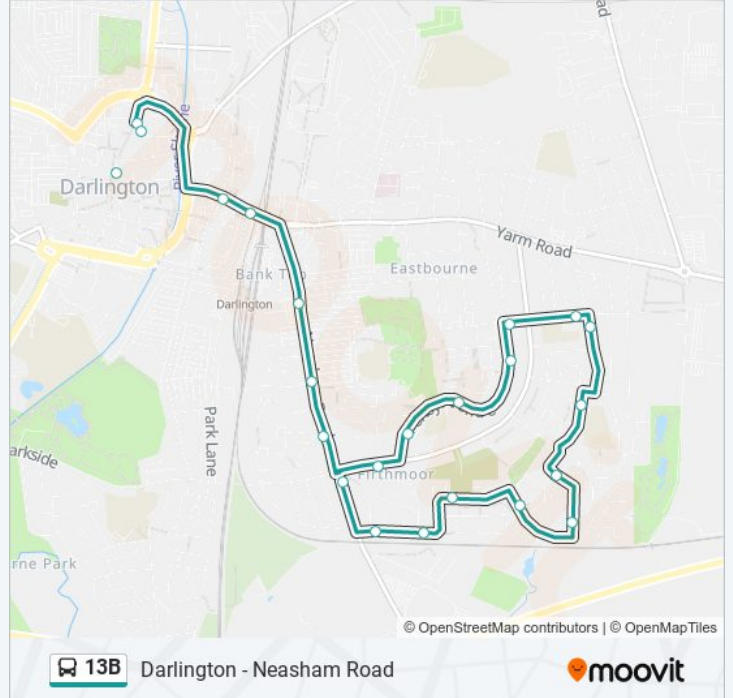 ad
Darlington
Yarm Road
Bank T
Eastbourne
Darlington
Park Lane
arkside
Firthmoor
rne Park
© OpenStreetMap contributors | © OpenMapTiles
13B Darlington - Neasham Road
moovit